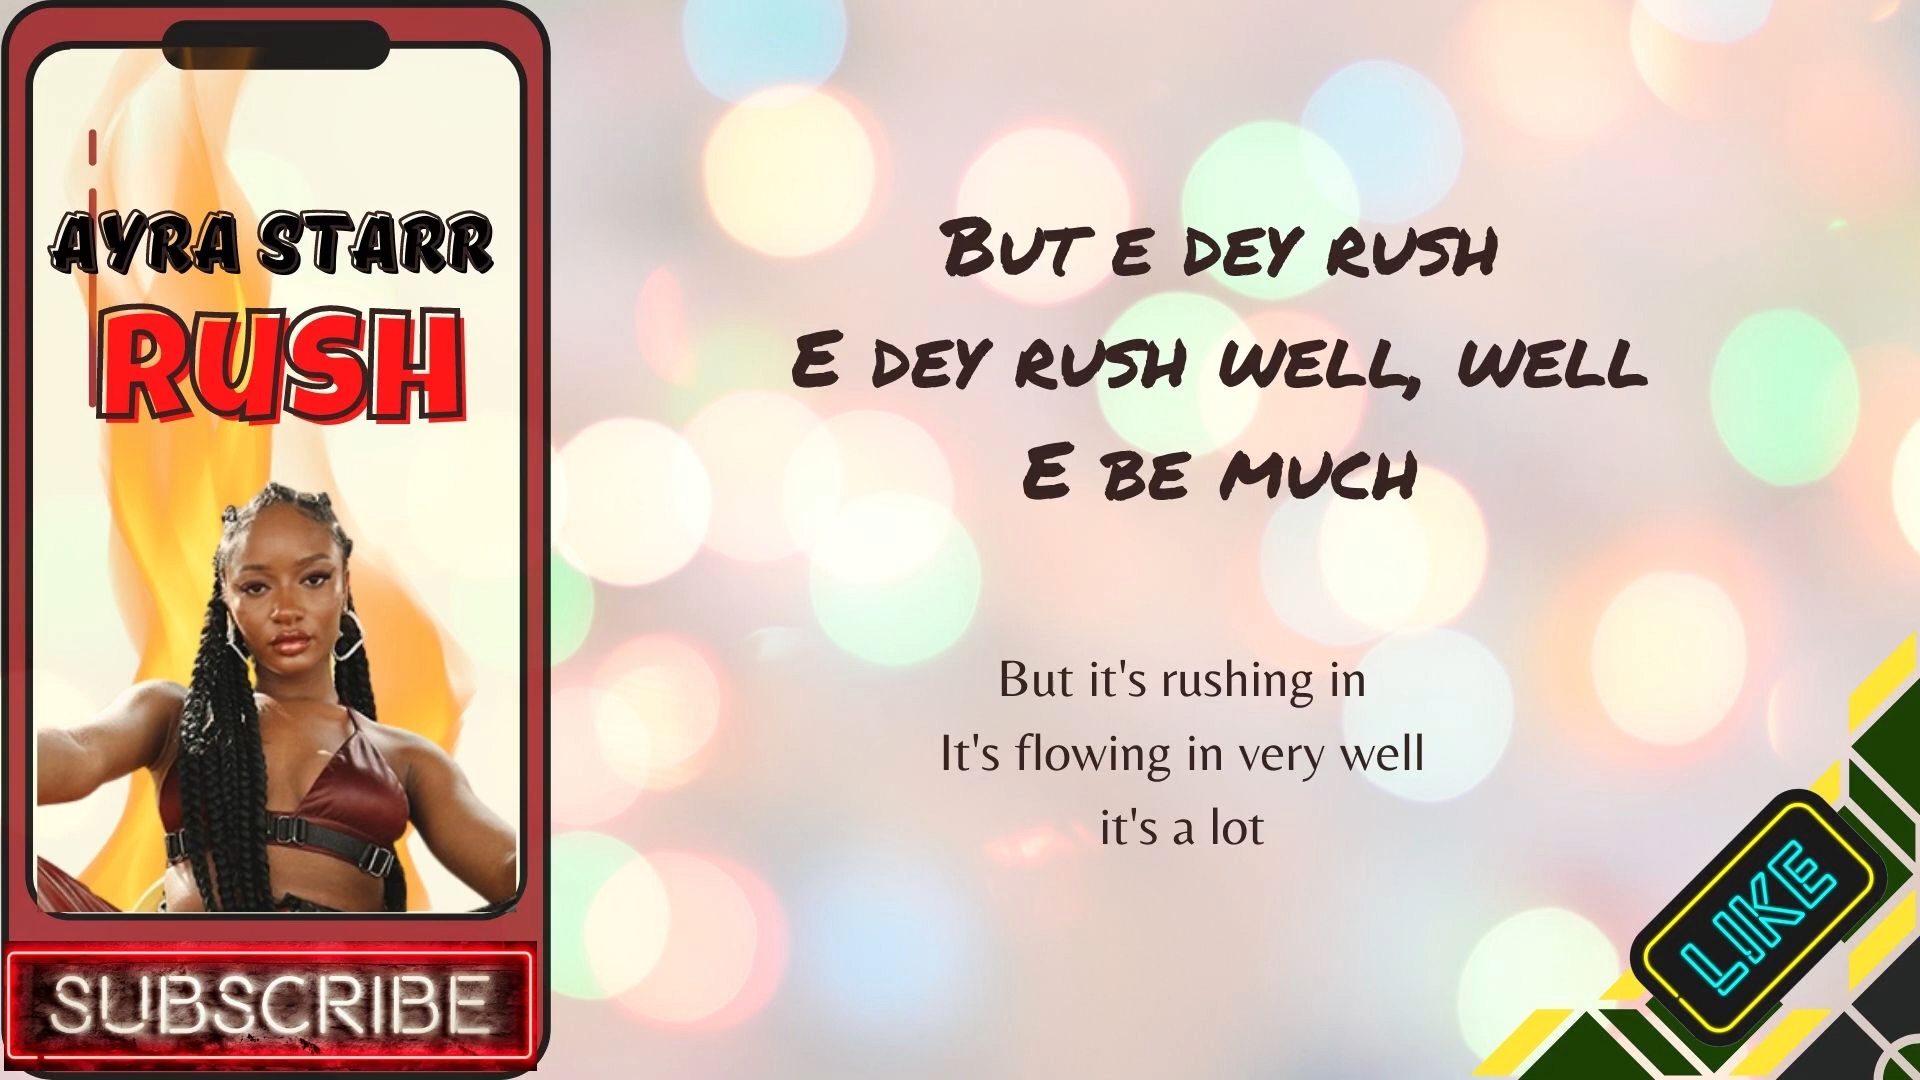 AYRA STARR
RUSH
SUBSCRIBE
But e dey rush
E dey rush well, well
E be much
But it's rushing in
It's flowing in very well
it's a lot
LIKE